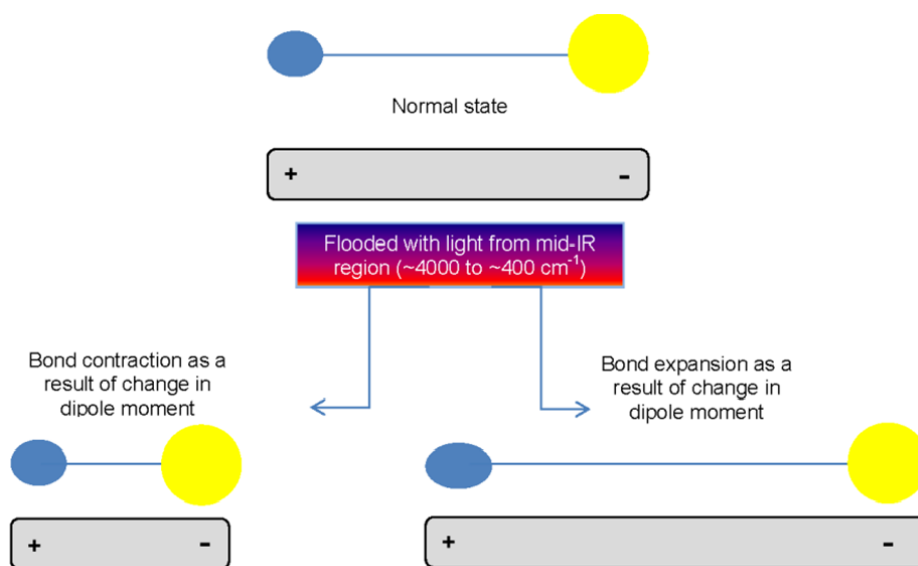 Normal state
+ -
Flooded with light from mid-IR
region (~4000 to ~400 cm⁻¹)
Bond contraction as a
result of change in
dipole moment
Bond expansion as a
result of change in
dipole moment
+ -
+ -